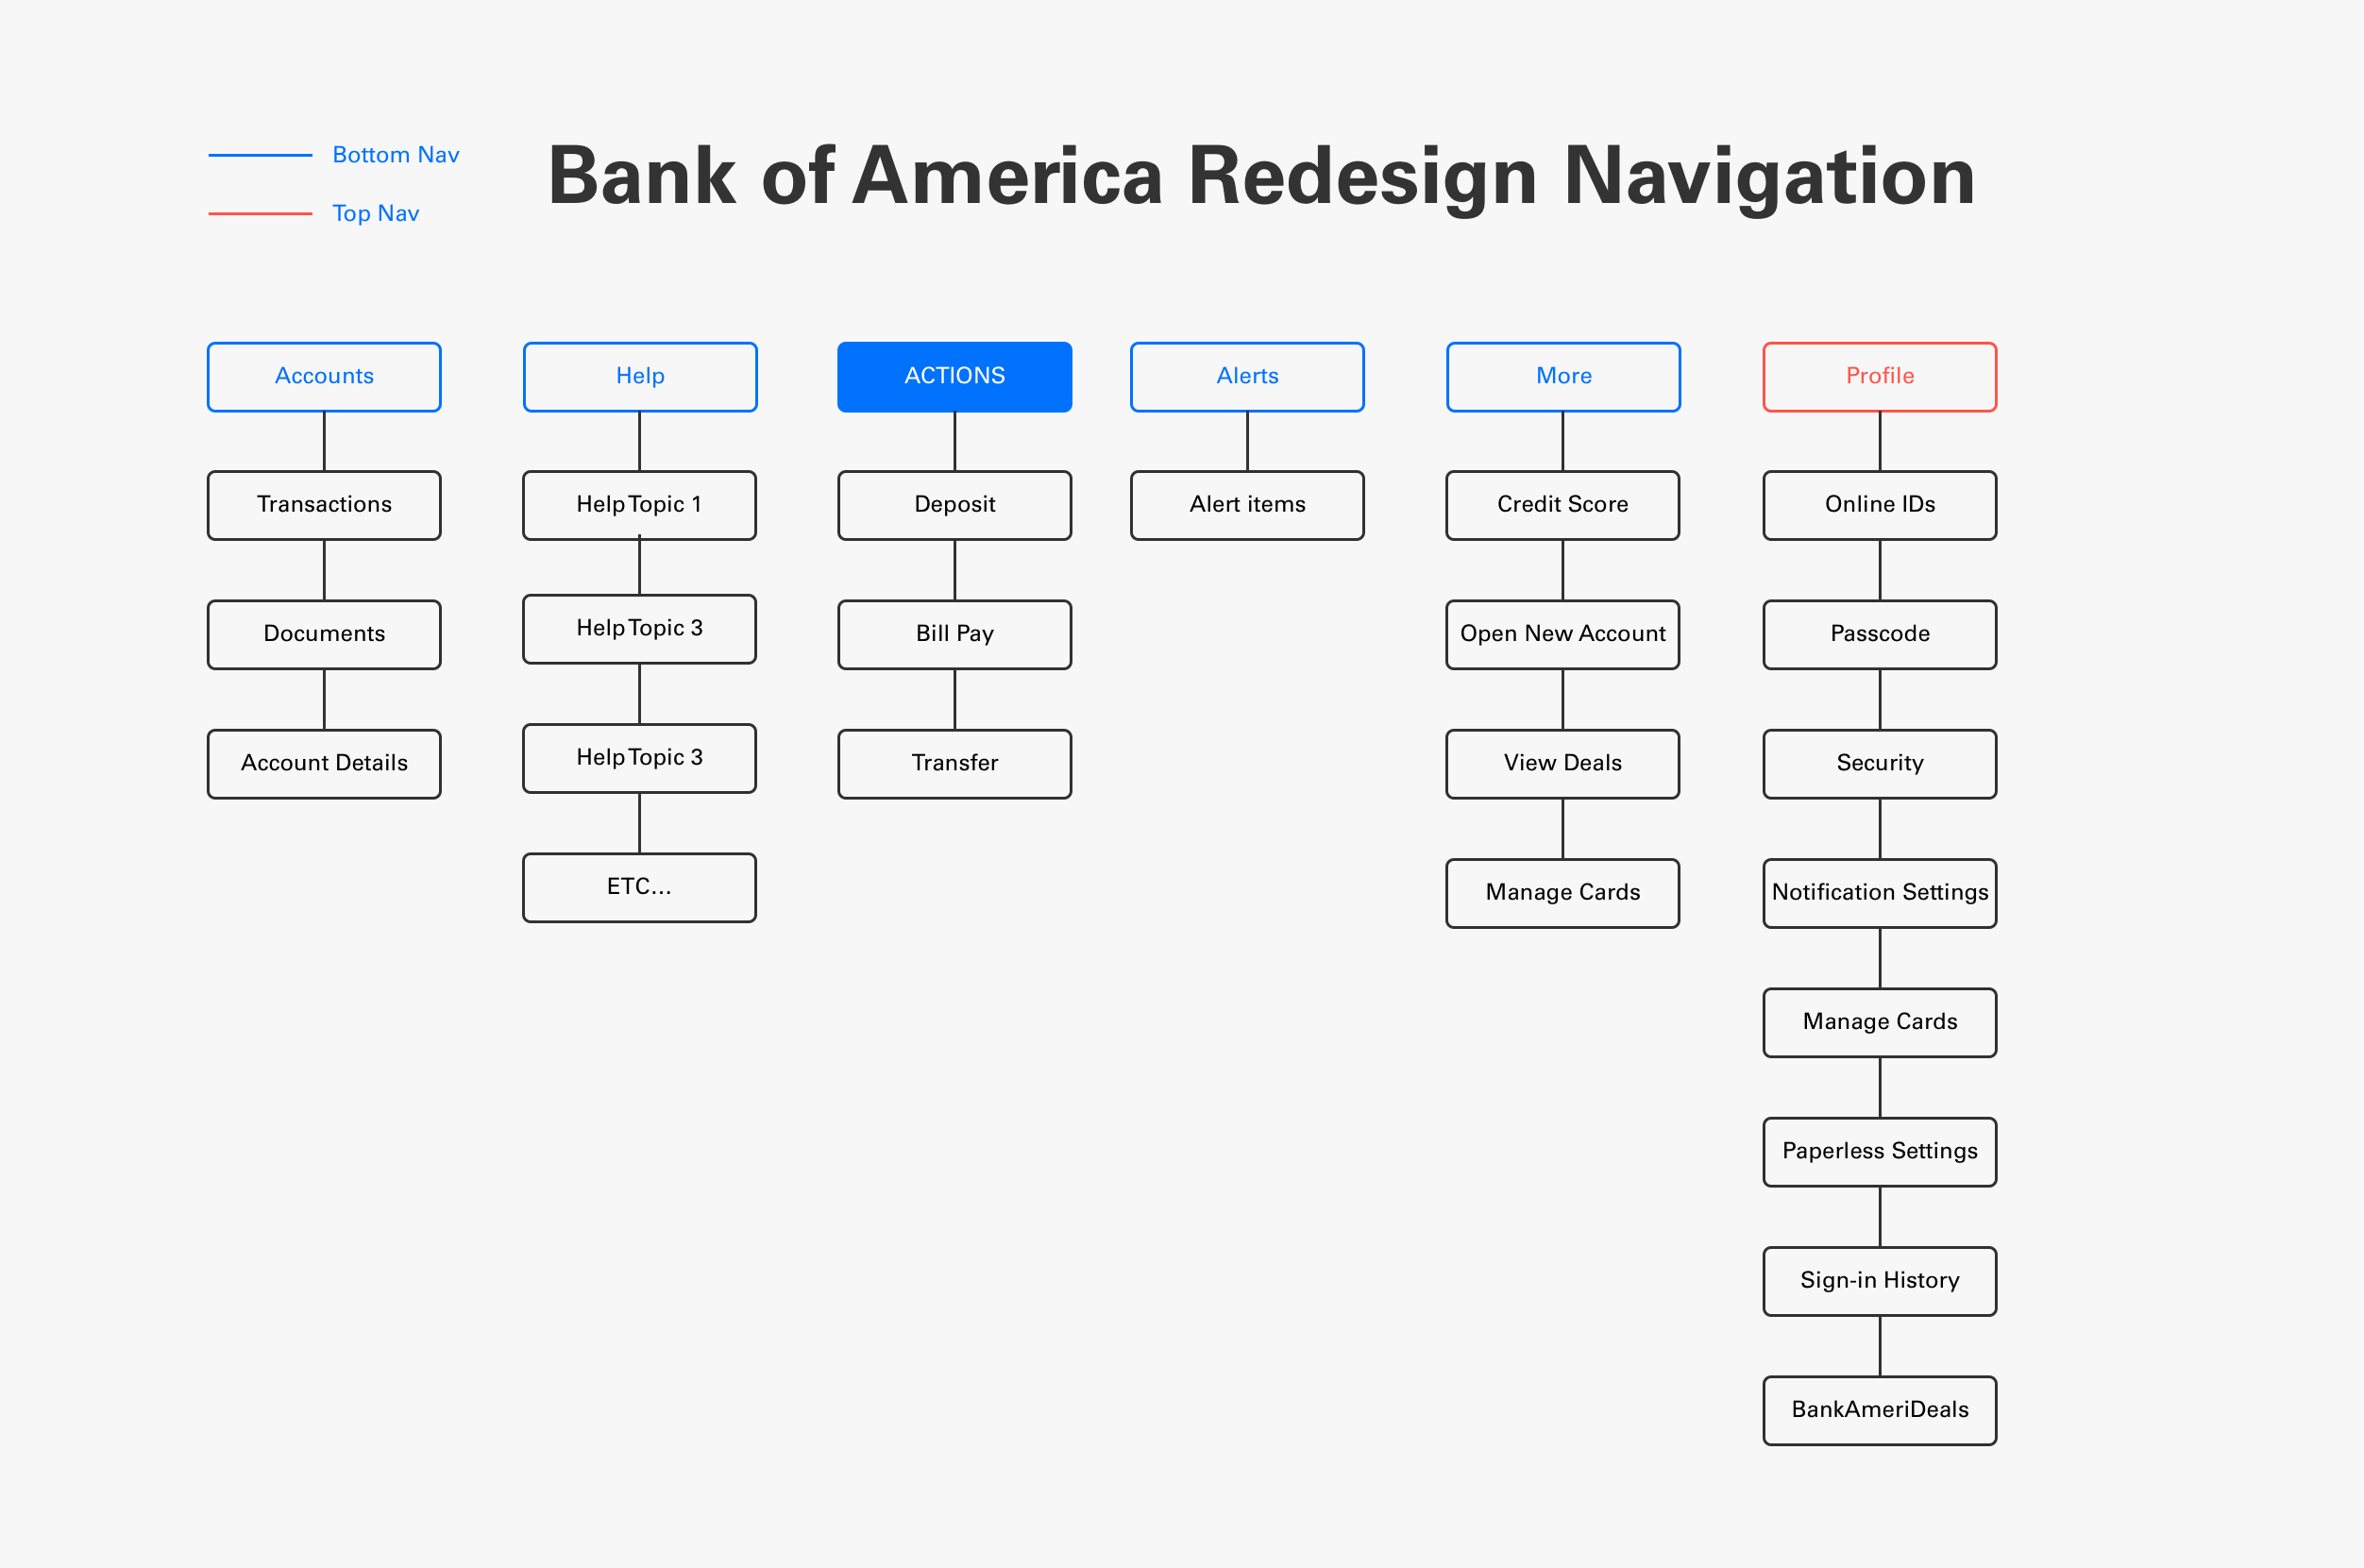 Bottom Nav
Top Nav
Bank of America Redesign Navigation
Accounts
Transactions
Documents
Account Details
Help
Help Topic 1
Help Topic 3
Help Topic 3
ETC...
ACTIONS
Deposit
Bill Pay
Transfer
Alerts
Alert items
More
Credit Score
Open New Account
View Deals
Manage Cards
Profile
Online IDs
Passcode
Security
Notification Settings
Manage Cards
Paperless Settings
Sign-in History
BankAmeriDeals